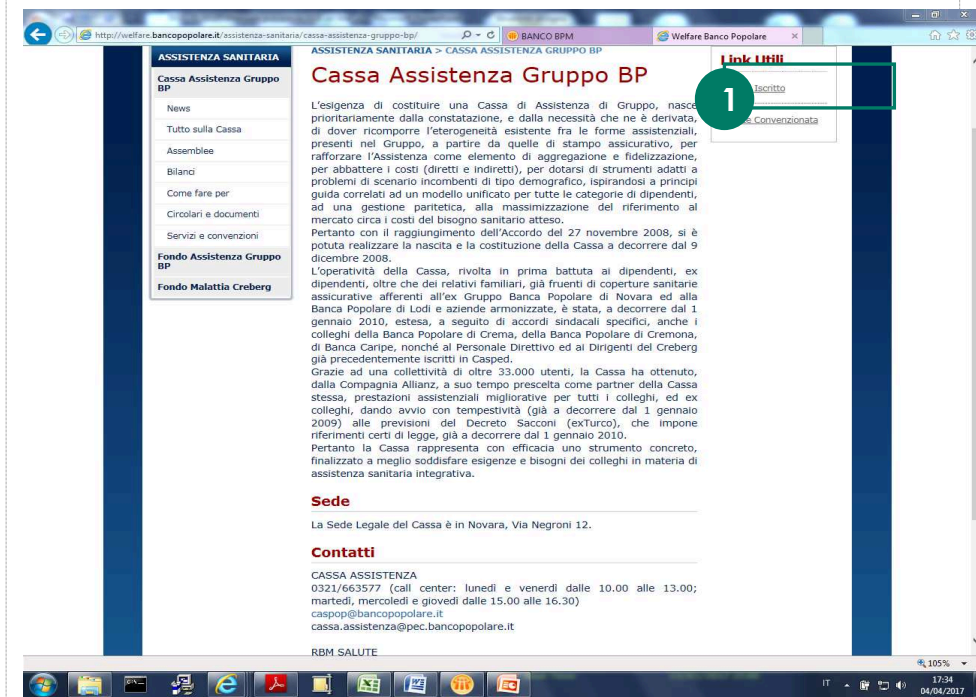 http://welfare.bancopopolare.it/assistenza-sanitaria/cassa-assistenza-gruppo-bp/
BANCO BPM
Welfare Banco Popolare
ASSISTENZA SANITARIA
Cassa Assistenza Gruppo
BP
News
Tutto sulla Cassa
Assemblee
Bilanci
Come fare per
Circolari e documenti
Servizi e convenzioni
Fondo Assistenza Gruppo
BP
Fondo Malattia Creberg
ASSISTENZA SANITARIA > CASSA ASSISTENZA GRUPPO BP
Cassa Assistenza Gruppo BP
L'esigenza di costituire una Cassa di Assistenza di Gruppo, nasce
prioritariamente dalla constatazione, e dalla necessità che ne è derivata,
di dover ricomporre l'eterogeneità esistente fra le forme assistenziali,
presenti nel Gruppo, a partire da quelle di stampo assicurativo, per
rafforzare l'Assistenza come elemento di aggregazione e fidelizzazione,
per abbattere i costi (diretti e indiretti), per dotarsi di strumenti adatti a
problemi di scenario incombenti di tipo demografico, ispirandosi a principi
guida correlati ad un modello unificato per tutte le categorie di dipendenti,
ad una gestione paritetica, alla massimizzazione del riferimento al
mercato circa i costi del bisogno sanitario atteso.
Pertanto con il raggiungimento dell'Accordo del 27 novembre 2008, si è
potuta realizzare la nascita e la costituzione della Cassa a decorrere dal 9
dicembre 2008.
L'operatività della Cassa, rivolta in prima battuta ai dipendenti, ex
dipendenti, oltre che dei relativi familiari, già fruenti di coperture sanitarie
assicurative afferenti all'ex Gruppo Banca Popolare di Novara ed alla
Banca Popolare di Lodi e aziende armonizzate, è stata, a decorrere dal 1
gennaio 2010, estesa, a seguito di accordi sindacali specifici, anche i
colleghi della Banca Popolare di Crema, della Banca Popolare di Cremona,
di Banca Caripe, nonché al Personale Direttivo ed ai Dirigenti del Creberg
già precedentemente iscritti in Casped.
Grazie ad una collettività di oltre 33.000 utenti, la Cassa ha ottenuto,
dalla Compagnia Allianz, a suo tempo prescelta come partner della Cassa
stessa, prestazioni assistenziali migliorative per tutti i colleghi, ed ex
colleghi, dando avvio con tempestività (già a decorrere dal 1 gennaio
2009) alle previsioni del Decreto Sacconi (exTurco), che impone
riferimenti certi di legge, già a decorrere dal 1 gennaio 2010.
Pertanto la Cassa rappresenta con efficacia uno strumento concreto,
finalizzato a meglio soddisfare esigenze e bisogni dei colleghi in materia di
assistenza sanitaria integrativa.
Sede
La Sede Legale del Cassa è in Novara, Via Negroni 12.
Contatti
CASSA ASSISTENZA
0321/663577 (call center: lunedì e venerdì dalle 10.00 alle 13.00;
martedì, mercoledì e giovedì dalle 15.00 alle 16.30)
caspop@bancopopolare.it
cassa.assistenza@pec.bancopopolare.it
RBM SALUTE
Link Utili
1
Iscritto
Convenzionata
105%
IT
17:34
04/04/2017